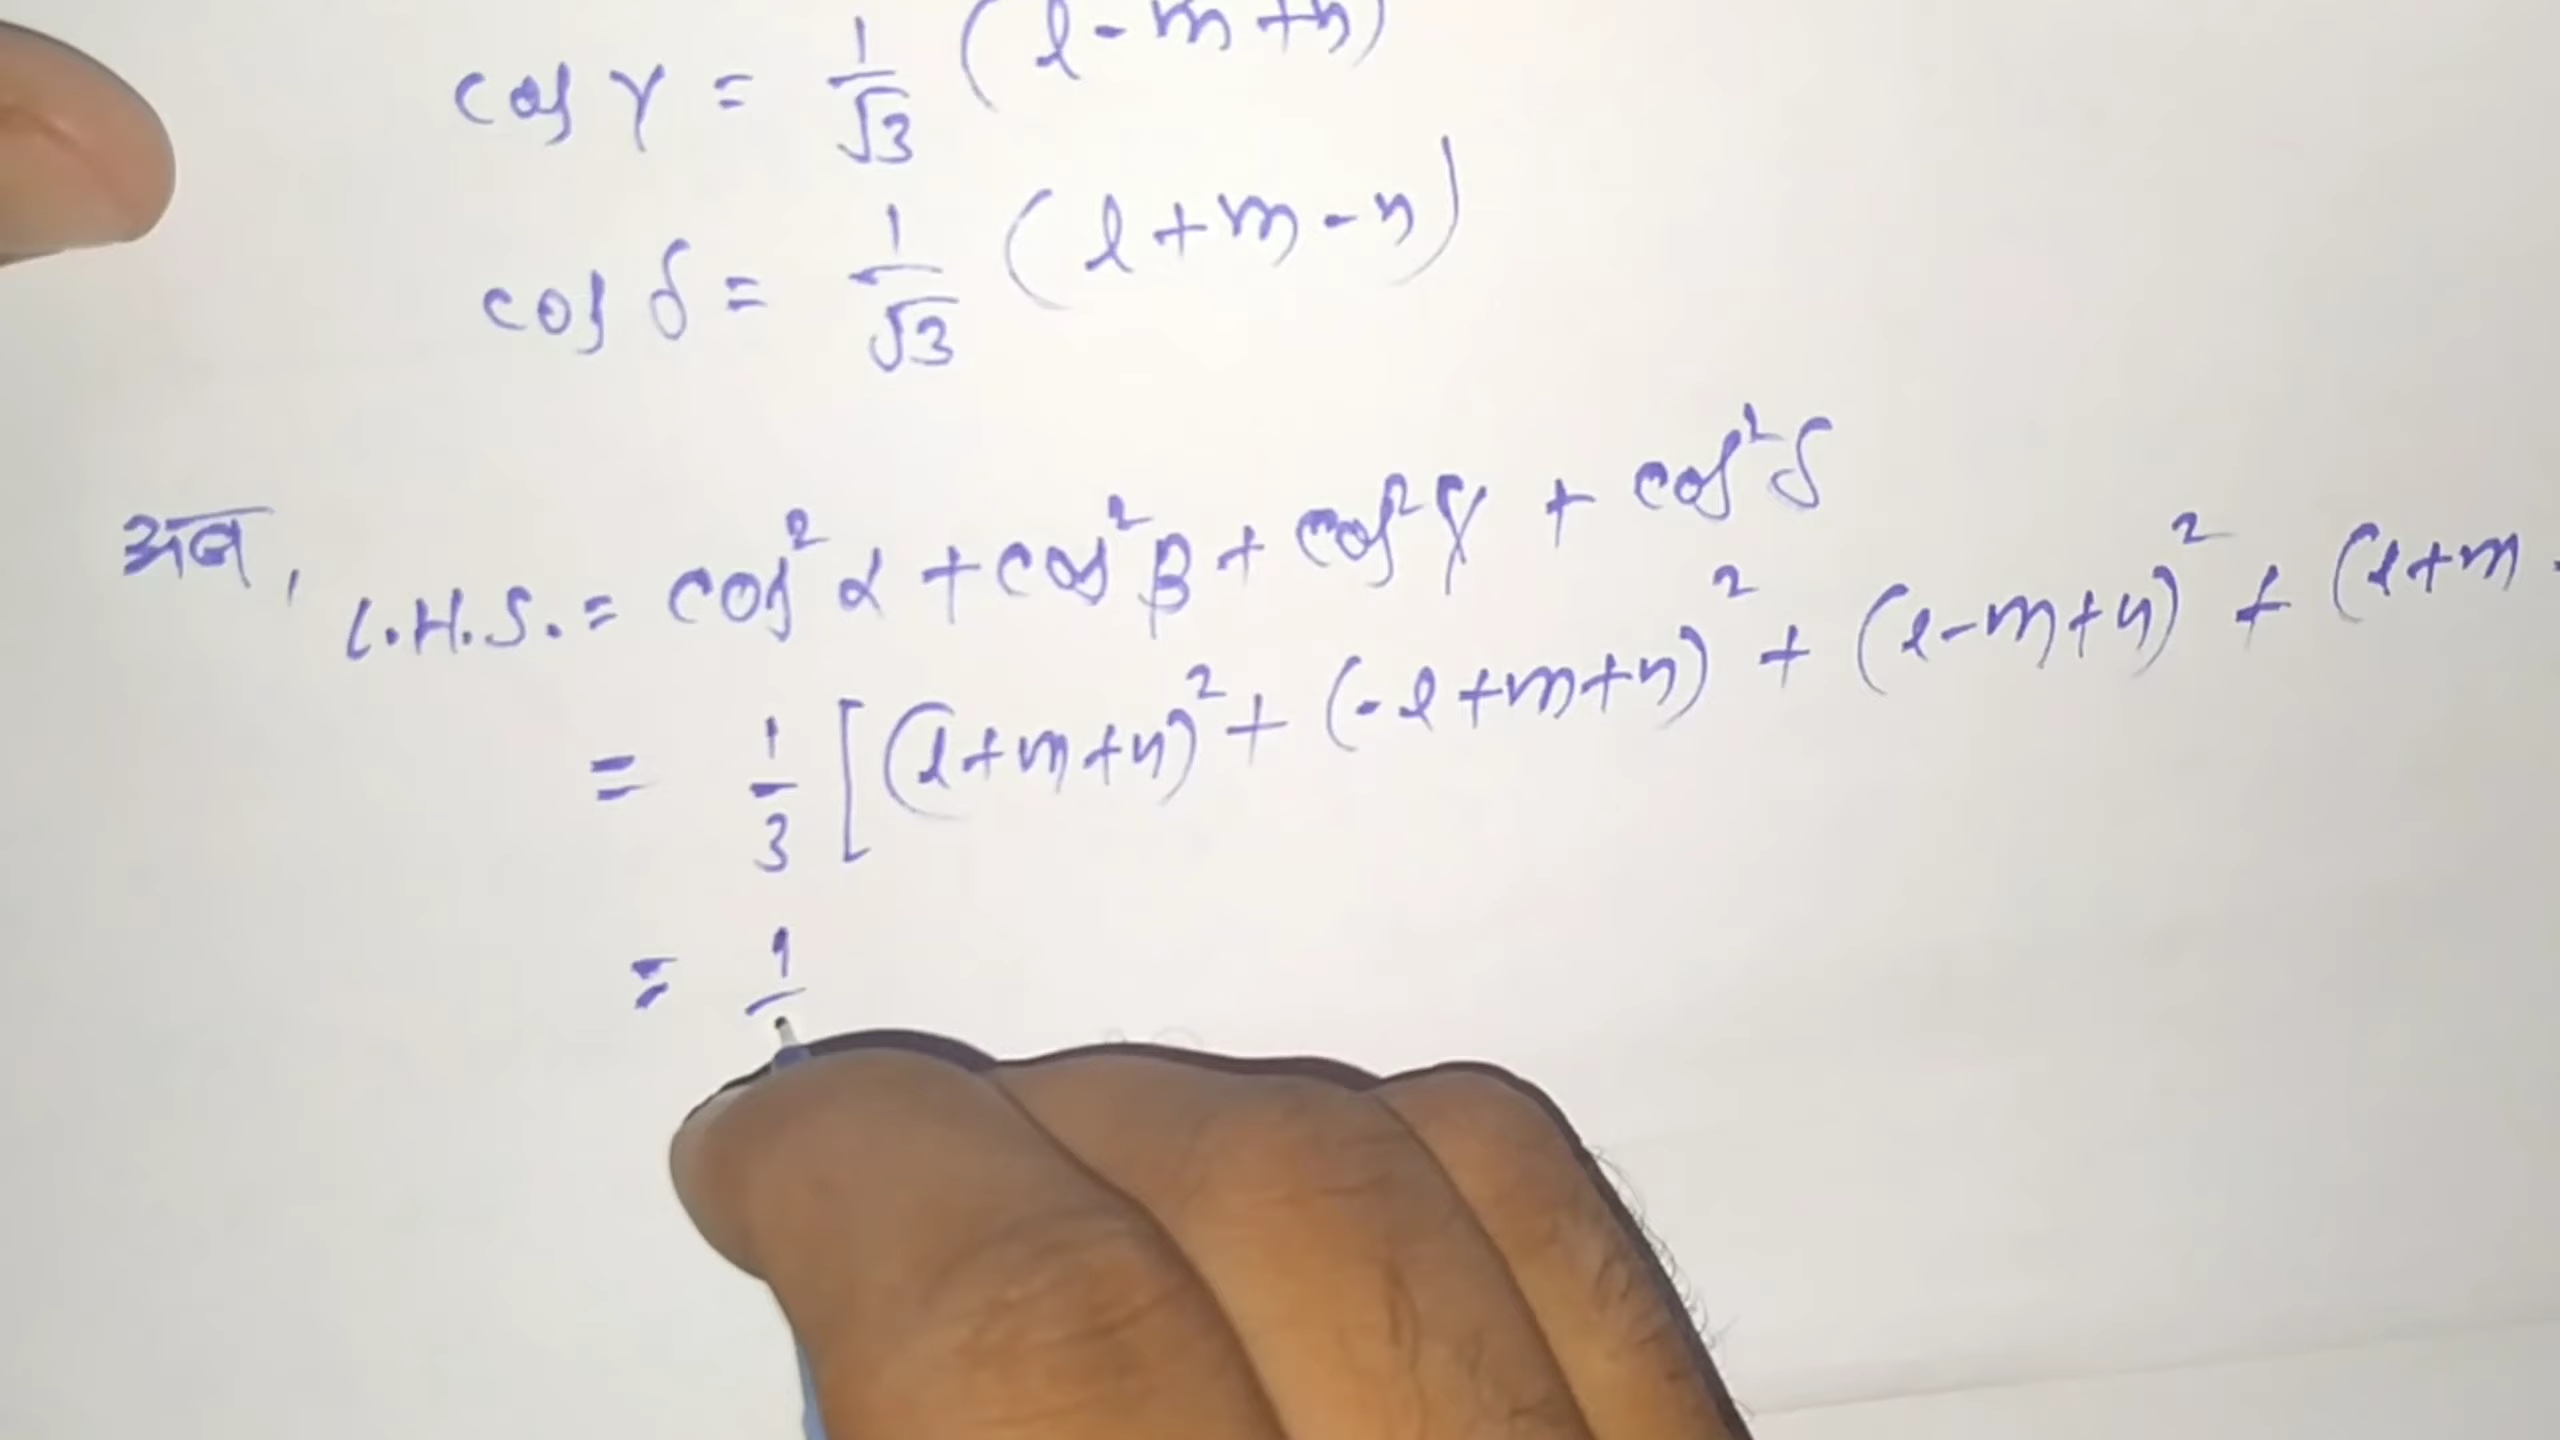 cos γ = 1/√3 (l-m+n)
cos δ = 1/√3 (l+m-n)
अब, L.H.S. = cos²α + cos²β + cos²γ + cos²δ
= 1/3 [(l+m+n)² + (-l+m+n)² + (l-m+n)² + (l+m-
= 1